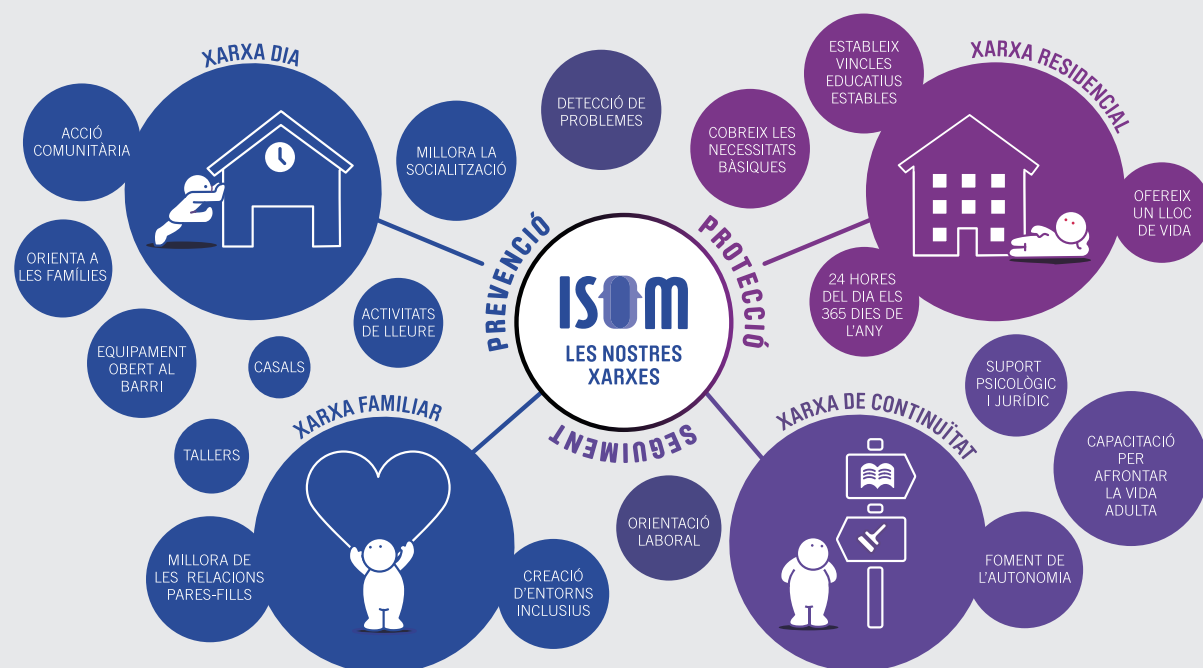 XARXA DIA
ACCIÓ
COMUNITÀRIA
MILLORA LA
SOCIALITZACIÓ
ORIENTA A
LES FAMÍLIES
EQUIPAMENT
OBERT AL
BARRI
CASALS
ACTIVITATS
DE LLEURE
DETECCIÓ DE
PROBLEMES
COBREIX LES
NECESSITATS
BÀSIQUES
ESTABLEIX
VINCLES
EDUCATIUS
ESTABLES
XARXA RESIDENCIAL
OFEREIX
UN LLOC
DE VIDA
24 HORES
DEL DIA ELS
365 DIES DE
L'ANY
PREVENCIÓ
PROTECCIÓ
SEGUIMENT
ISOM
LES NOSTRES
XARXES
XARXA FAMILIAR
TALLERS
MILLORA DE
LES RELACIONS
PARES-FILLS
CREACIÓ
D'ENTORNS
INCLUSIUS
ORIENTACIÓ
LABORAL
XARXA DE CONTINUÏTAT
SUPORT
PSICOLÒGIC
I JURÍDIC
CAPACITACIÓ
PER
AFRONTAR
LA VIDA
ADULTA
FOMENT DE
L'AUTONOMIA